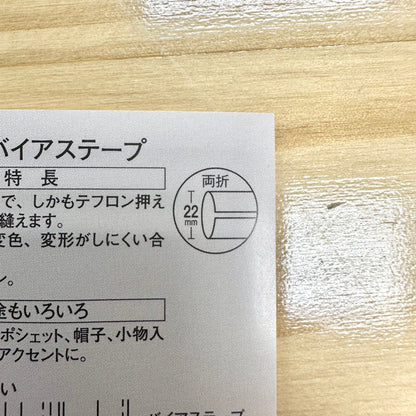 バイアステープ
特長
両折
22
mm
で、しかもテフロン押え
縫えます。
変色、変形がしにくい合
ン。
途もいろいろ
ポシェット、帽子、小物入
アクセントに。
い
バイアステープ